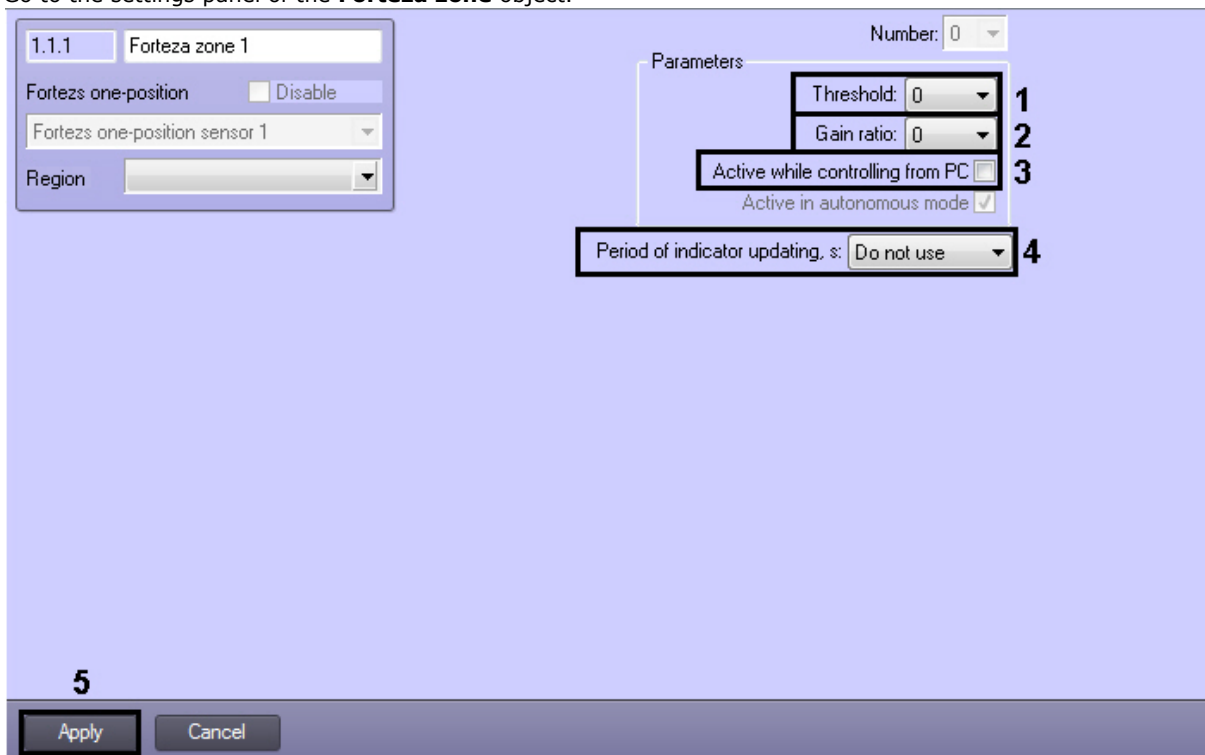 Go to the settings panel of the Forteza zone object.
1.1.1 Forteza zone 1
Fortezs one-position Disable
Fortezs one-position sensor 1
Region
Number: 0
Parameters
Threshold: 0 1
Gain ratio: 0 2
Active while controlling from PC 3
Active in autonomous mode
Period of indicator updating, s: Do not use 4
5
Apply Cancel